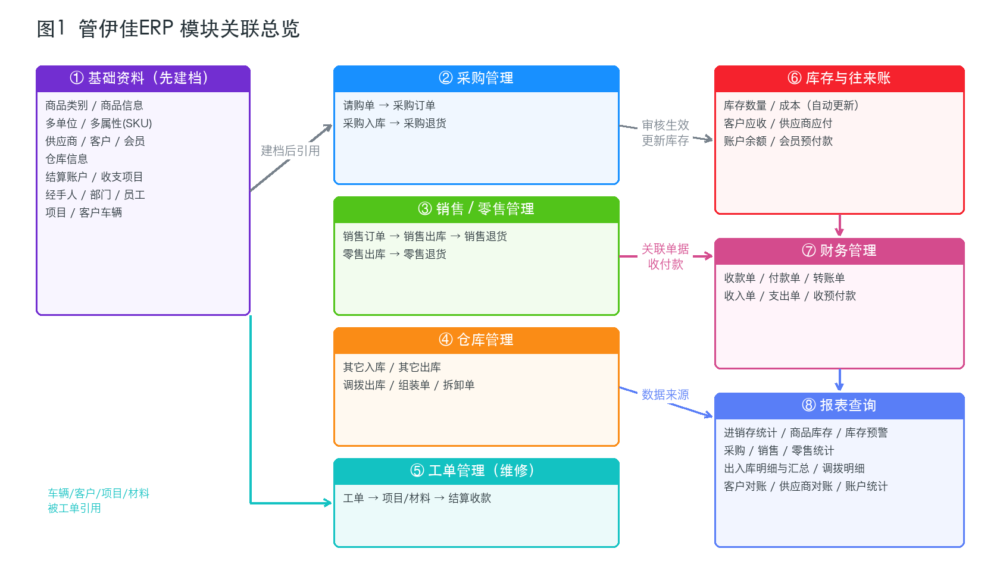 图1 管伊佳ERP 模块关联总览
① 基础资料（先建档）
商品类别 / 商品信息
多单位 / 多属性(SKU)
供应商 / 客户 / 会员
仓库信息
结算账户 / 收支项目
经手人 / 部门 / 员工
项目 / 客户车辆
建档后引用
车辆/客户/项目/材料
被工单引用
② 采购管理
请购单 → 采购订单
采购入库 → 采购退货
③ 销售 / 零售管理
销售订单 → 销售出库 → 销售退货
零售出库 → 零售退货
④ 仓库管理
其它入库 / 其它出库
调拨出库 / 组装单 / 拆卸单
⑤ 工单管理（维修）
工单 → 项目/材料 → 结算收款
审核生效
更新库存
关联单据
收付款
数据来源
⑥ 库存与往来账
库存数量 / 成本（自动更新）
客户应收 / 供应商应付
账户余额 / 会员预付款
⑦ 财务管理
收款单 / 付款单 / 转账单
收入单 / 支出单 / 收预付款
⑧ 报表查询
进销存统计 / 商品库存 / 库存预警
采购 / 销售 / 零售统计
出入库明细与汇总 / 调拨明细
客户对账 / 供应商对账 / 账户统计